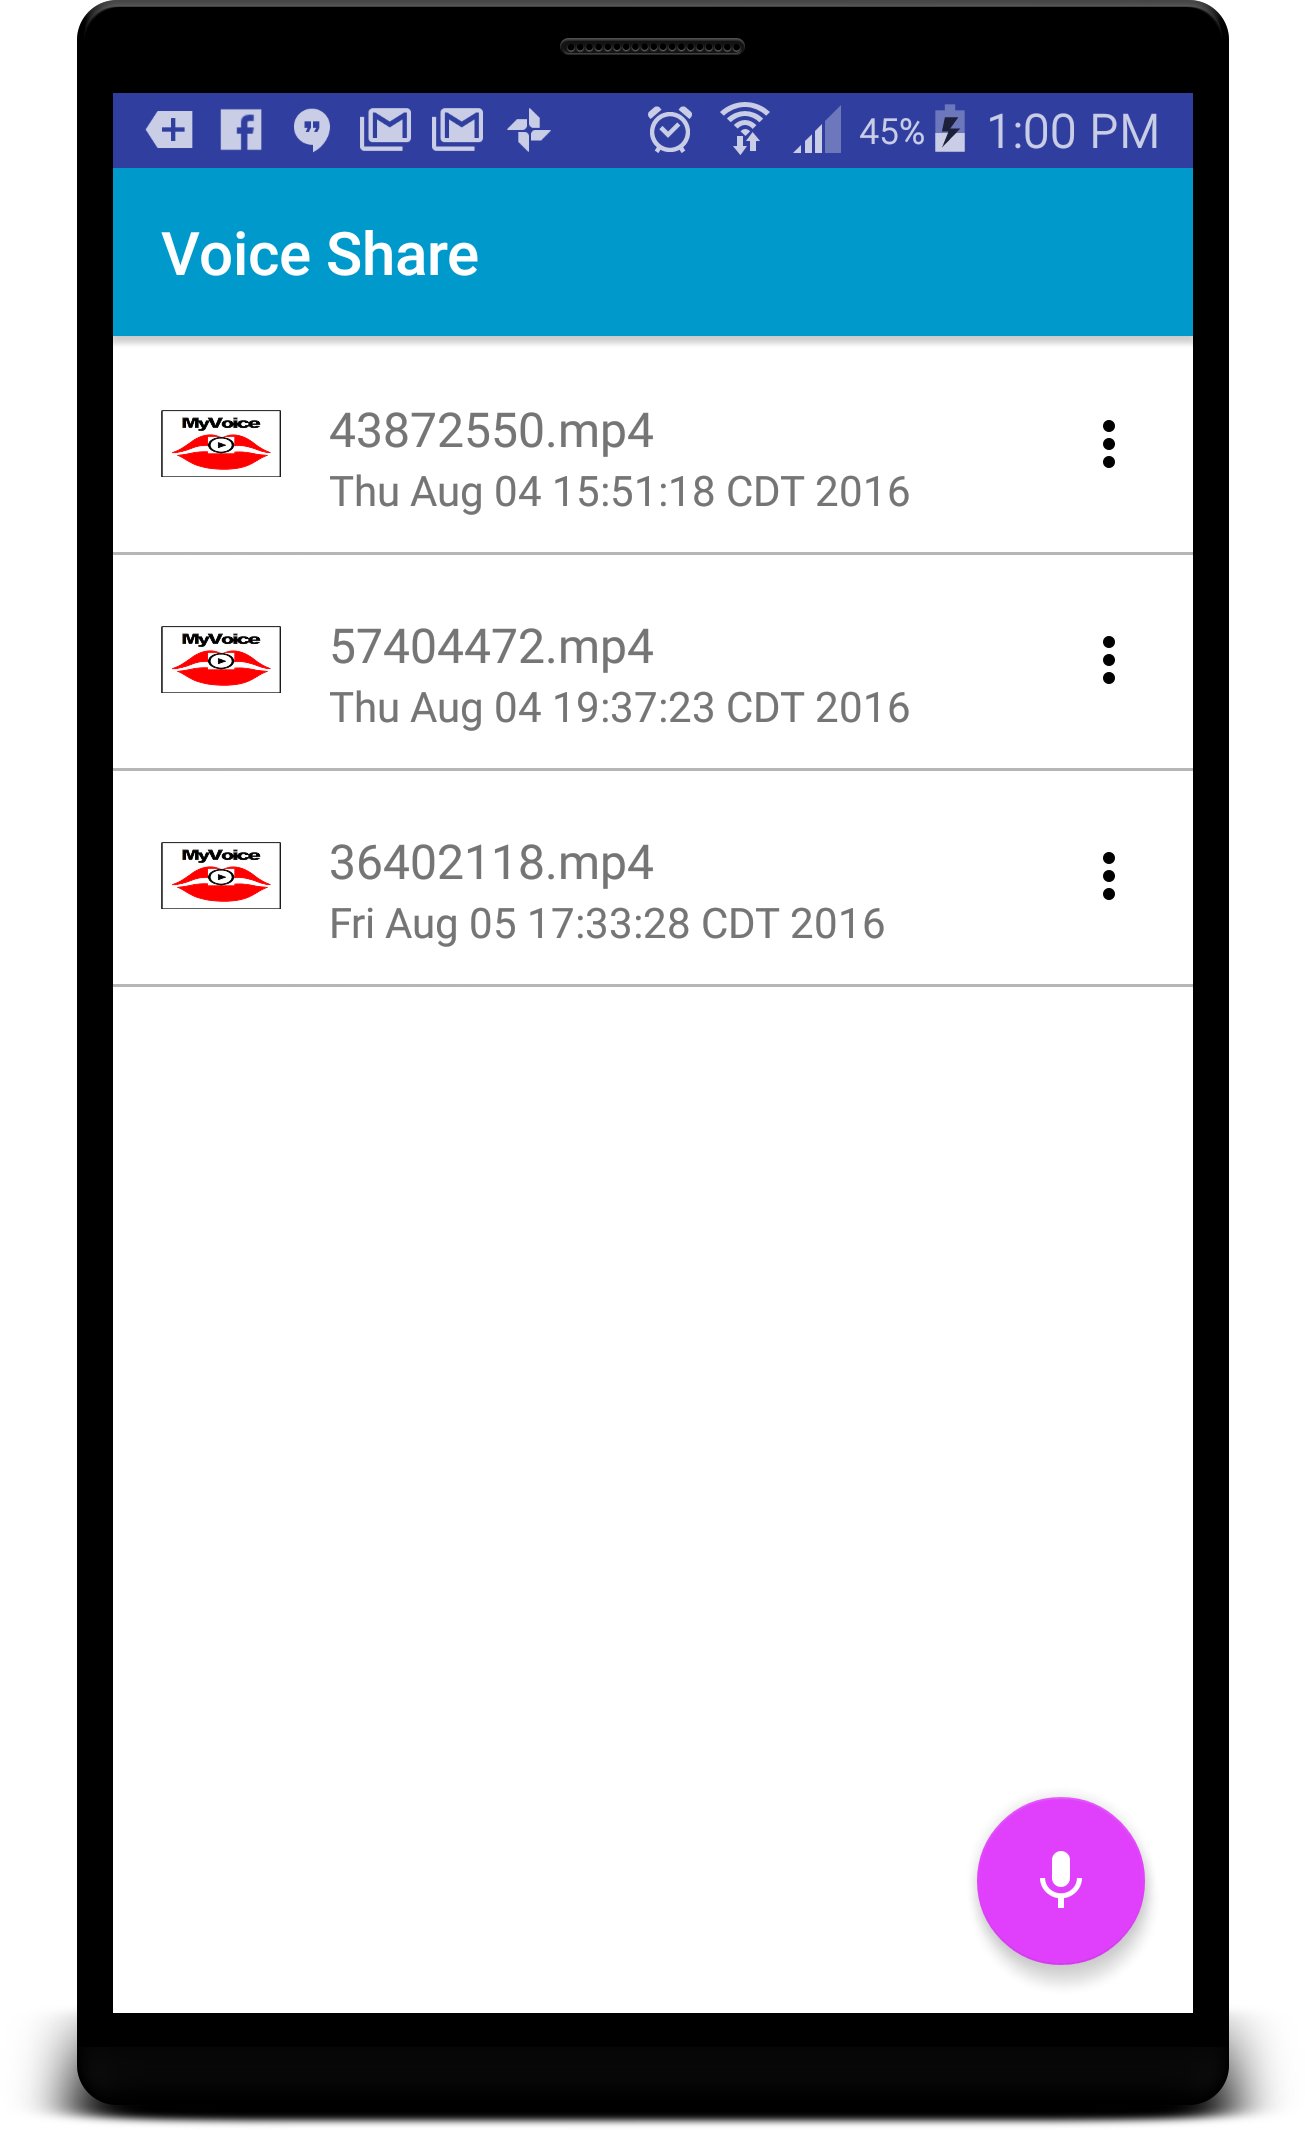 45% 1:00 PM
Voice Share
MyVoice
43872550.mp4
Thu Aug 04 15:51:18 CDT 2016
MyVoice
57404472.mp4
Thu Aug 04 19:37:23 CDT 2016
MyVoice
36402118.mp4
Fri Aug 05 17:33:28 CDT 2016